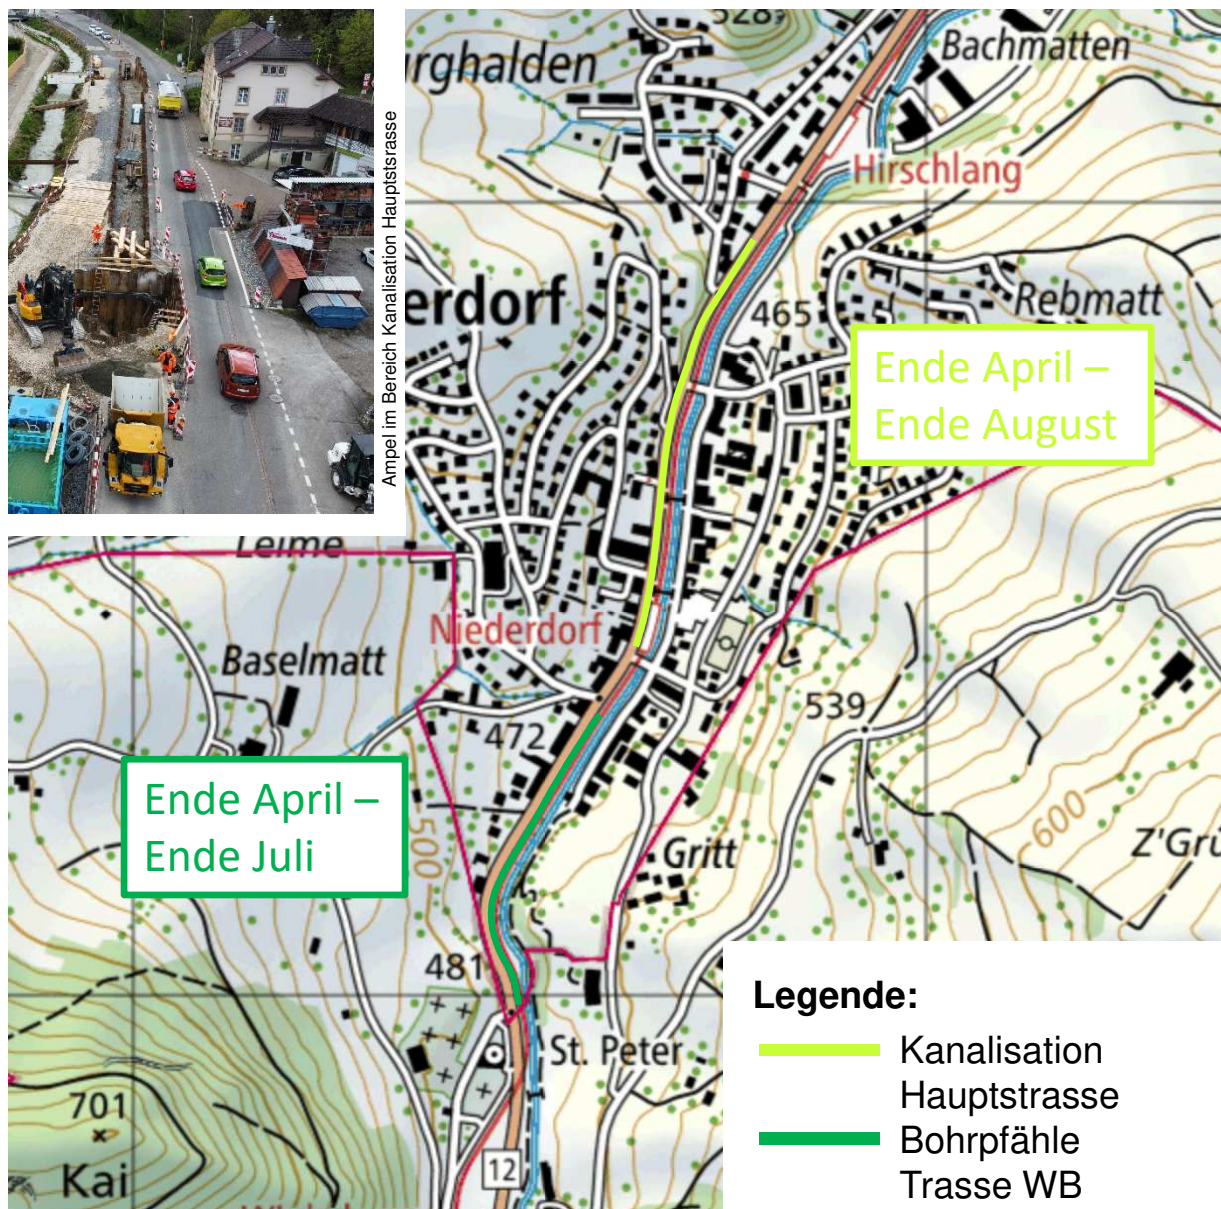 Ampel im Bereich Kanalisation Hauptstsrasse
528
Bachmatten
rghalden
Hirschlang
erdorf
465
Rebmatt
Ende April –
Ende August
Leime
Niederdorf
Baselmatt
472
539
Ende April –
Ende Juli
500
600
Gritt
Z'Grü
481
St. Peter
701
Kai
12
Legende:
Kanalisation
Hauptstrasse
Bohrpfähle
Trasse WB